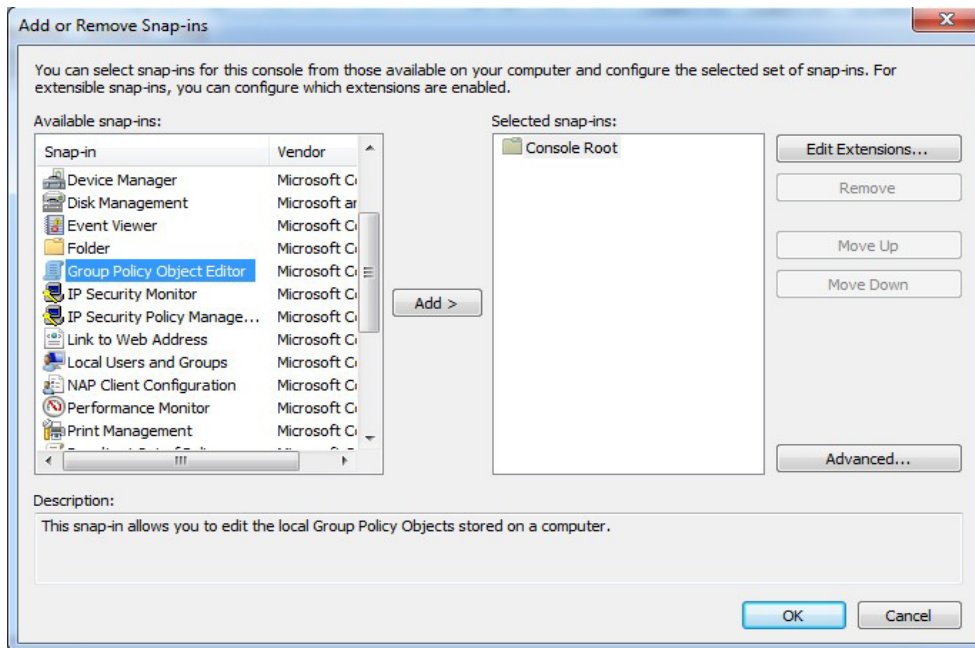 Add or Remove Snap-ins
You can select snap-ins for this console from those available on your computer and configure the selected set of snap-ins. For
extensible snap-ins, you can configure which extensions are enabled.
Available snap-ins:
Snap-in Vendor
Device Manager Microsoft Co
Disk Management Microsoft an
Event Viewer Microsoft Co
Folder Microsoft Co
Group Policy Object Editor Microsoft Co
IP Security Monitor Microsoft Co
IP Security Policy Manage... Microsoft Co
Link to Web Address Microsoft Co
Local Users and Groups Microsoft Co
NAP Client Configuration Microsoft Co
Performance Monitor Microsoft Co
Print Management Microsoft Co
Add >
Selected snap-ins:
Console Root
Edit Extensions...
Remove
Move Up
Move Down
Advanced...
Description:
This snap-in allows you to edit the local Group Policy Objects stored on a computer.
OK
Cancel